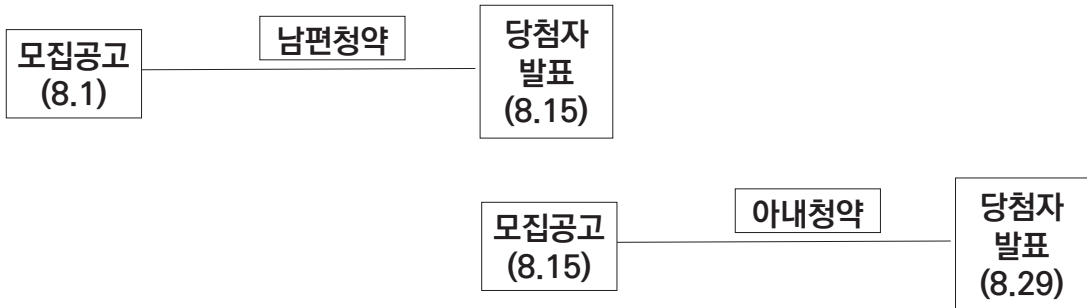 모집공고
(8.1)
남편청약
당첨자
발표
(8.15)
모집공고
(8.15)
아내청약
당첨자
발표
(8.29)